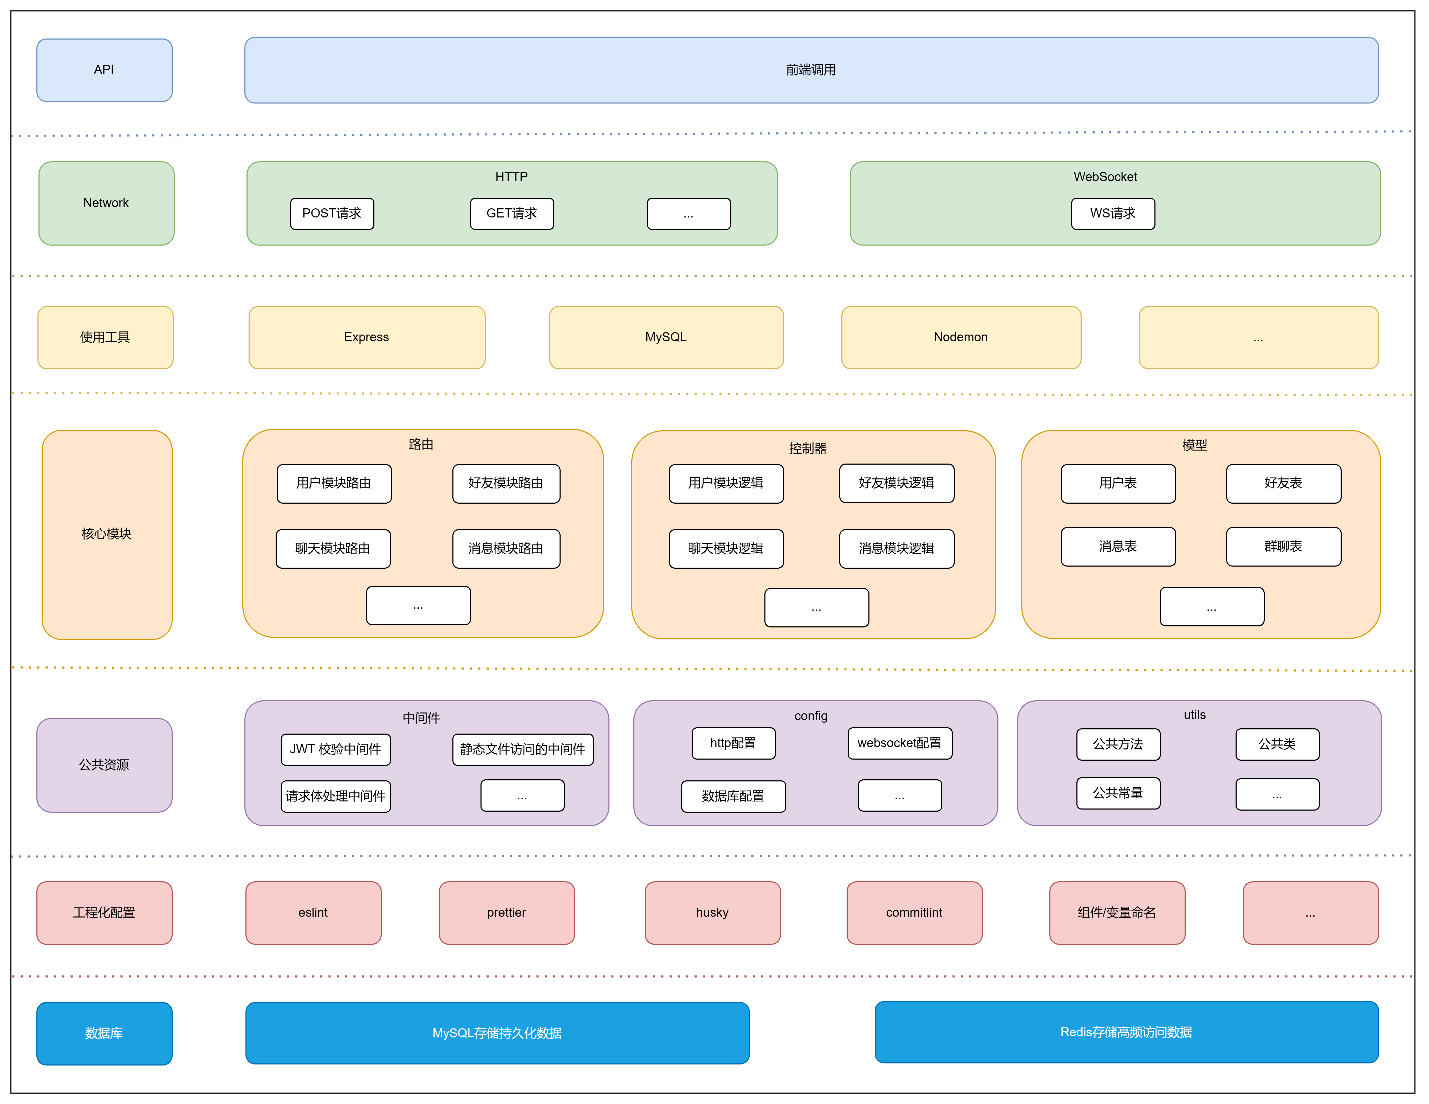 API
前端调用
Network
HTTP
POST请求
GET请求
...
WebSocket
WS请求
使用工具
Express
MySQL
Nodemon
...
核心模块
路由
用户模块路由
好友模块路由
聊天模块路由
消息模块路由
...
控制器
用户模块逻辑
好友模块逻辑
聊天模块逻辑
消息模块逻辑
...
模型
用户表
好友表
消息表
群聊表
...
公共资源
中间件
JWT 校验中间件
静态文件访问的中间件
请求体处理中间件
...
config
http配置
websocket配置
数据库配置
...
utils
公共方法
公共类
公共常量
...
工程化配置
eslint
prettier
husky
commitlint
组件/变量命名
...
数据库
MySQL存储持久化数据
Redis存储高频访问数据